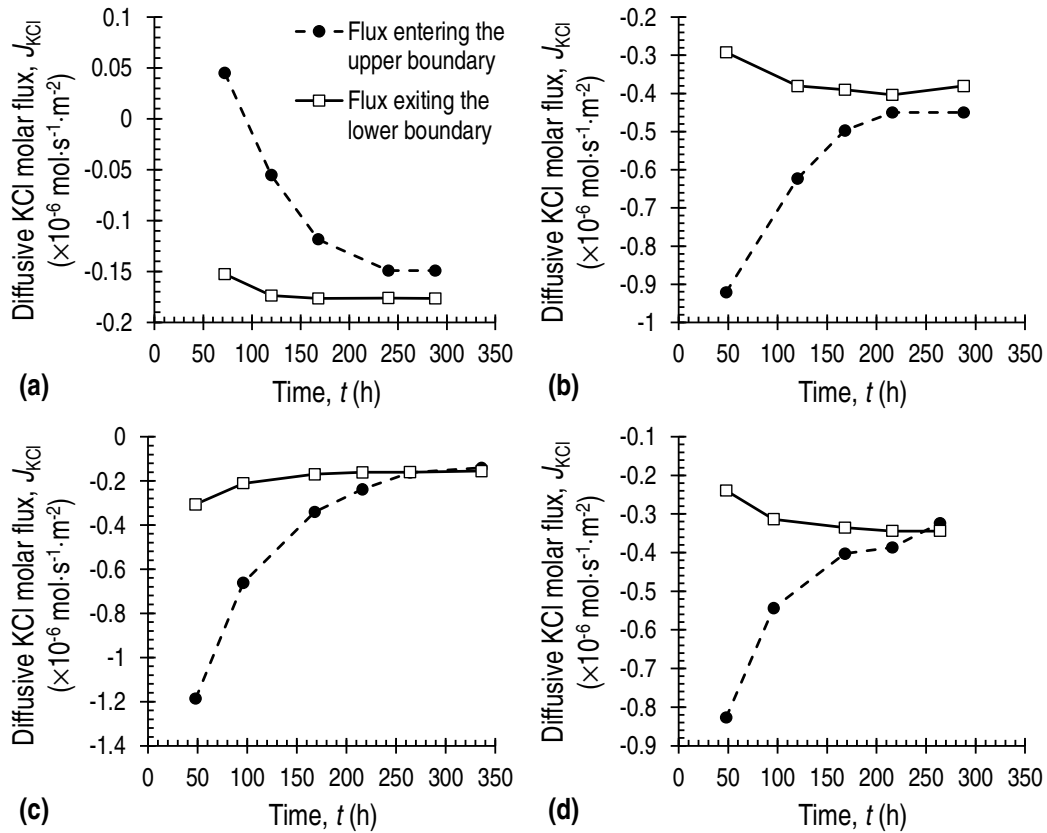 Diffusive KCl molar flux, J_KCl
(×10⁻⁶ mol·s⁻¹·m⁻²)
0.1
0.05
0
-0.05
-0.1
-0.15
-0.2
0 50 100 150 200 250 300 350
Time, t (h)
(a)
Flux entering the
upper boundary
Flux exiting the
lower boundary
Diffusive KCl molar flux, J_KCl
(×10⁻⁶ mol·s⁻¹·m⁻²)
-0.2
-0.3
-0.4
-0.5
-0.6
-0.7
-0.8
-0.9
-1
0 50 100 150 200 250 300 350
Time, t (h)
(b)
Diffusive KCl molar flux, J_KCl
(×10⁻⁶ mol·s⁻¹·m⁻²)
0
-0.2
-0.4
-0.6
-0.8
-1
-1.2
-1.4
0 50 100 150 200 250 300 350
Time, t (h)
(c)
Diffusive KCl molar flux, J_KCl
(×10⁻⁶ mol·s⁻¹·m⁻²)
-0.1
-0.2
-0.3
-0.4
-0.5
-0.6
-0.7
-0.8
-0.9
0 50 100 150 200 250 300 350
Time, t (h)
(d)